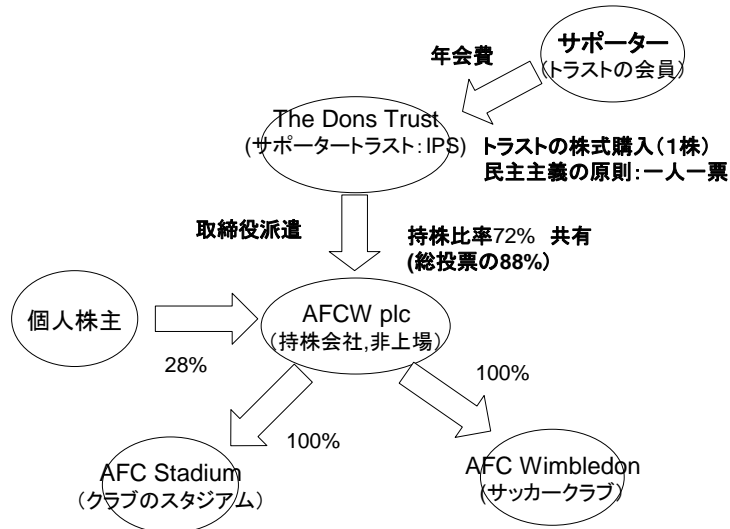 サポーター
(トラストの会員)
年会費
The Dons Trust
(サポータートラスト:IPS)
トラストの株式購入(1株)
民主主義の原則:一人一票
取締役派遣
持株比率72% 共有
(総投票の88%)
個人株主
28%
AFCW plc
(持株会社,非上場)
100%
100%
AFC Stadium
(クラブのスタジアム)
AFC Wimbledon
(サッカークラブ)